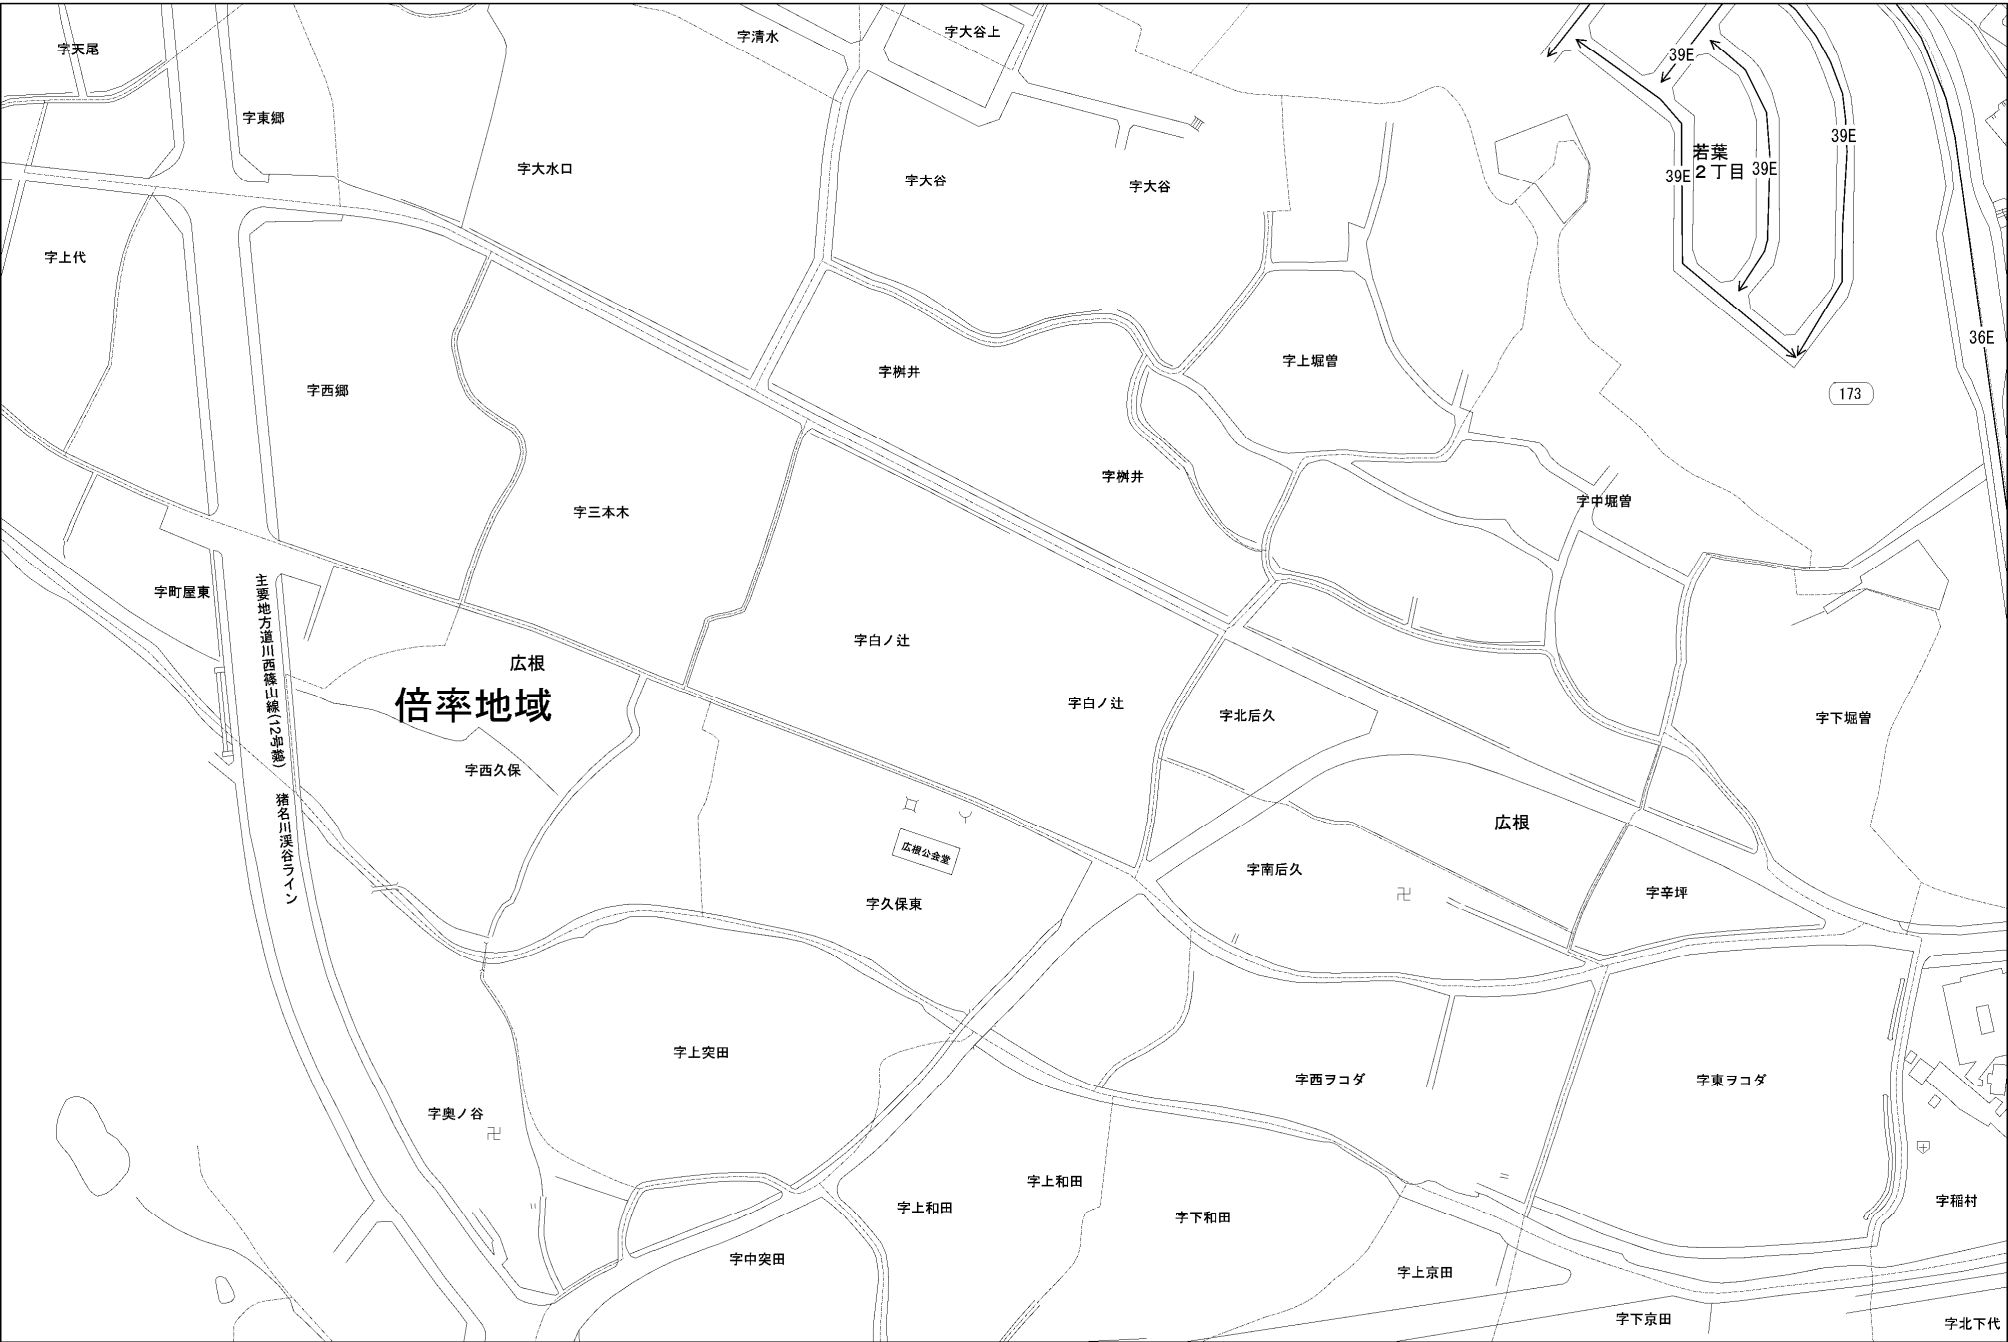 字天尾
字清水
字大谷上
39E
字東郷
39E
字大水口
若葉
2丁目
39E
39E
字大谷
字大谷
字上代
36E
字上堀曽
字桝井
字西郷
173
字桝井
字中堀曽
字三本木
字町屋東
主要地方道川西篠山線(12号線) 猪名川渓谷ライン
字白ノ辻
広根
倍率地域
字白ノ辻
字北后久
字下堀曽
字西久保
広根
広根公会堂
字南后久
字辛坪
字久保東
字上突田
字西ヲコダ
字東ヲコダ
字奥ノ谷
字上和田
字稲村
字上和田
字下和田
字中突田
字上京田
字下京田
字北下代